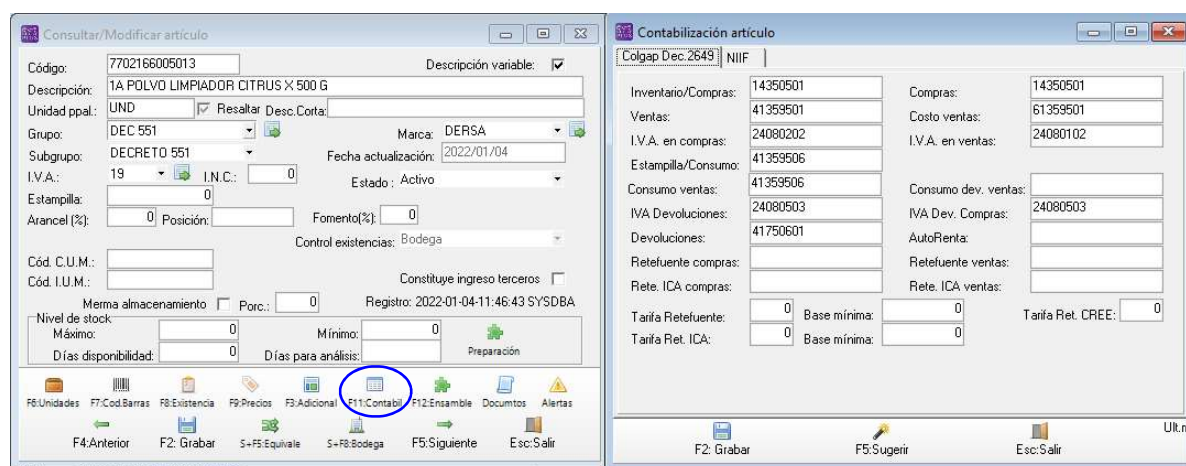 Consultar/Modificar artículo
Código: 7702166005013 Descripción variable:
Descripción: 1A POLVO LIMPIADOR CITRUS X 500 G
Unidad ppal.: UND Resaltar Desc.Corta:
Grupo: DEC 551 Marca: DERSA
Subgrupo: DECRETO 551 Fecha actualización: 2022/01/04
I.V.A.: 19 I.N.C.: 0 Estado : Activo
Estampilla: 0
Arancel (%): 0 Posición: Fomento(%): 0
Control existencias: Bodega
Cód. C.U.M.:
Cód. I.U.M.: Constituye ingreso terceros
Merma almacenamiento Porc.: 0 Registro: 2022-01-04-11:46:43 SYSDBA
Nivel de stock
Máximo: 0 Mínimo: 0
Días disponibilidad: 0 Días para análisis: Preparación
F6:Unidades F7:Cod.Barras F8:Existencia F9:Precios F3:Adicional F11:Contabil F12:Ensamble Documtos Alertas
F4:Anterior F2: Grabar S+F5:Equivale S+F8:Bodega F5:Siguiente Esc:Salir
Contabilización artículo
Colgap Dec.2649 NIIF
Inventario/Compras: 14350501 Compras: 14350501
Ventas: 41359501 Costo ventas: 61359501
I.V.A. en compras: 24080202 I.V.A. en ventas: 24080102
Estampilla/Consumo: 41359506
Consumo ventas: 41359506 Consumo dev. ventas:
IVA Devoluciones: 24080503 IVA Dev. Compras: 24080503
Devoluciones: 41750601 AutoRenta:
Retefuente compras: Retefuente ventas:
Rete. ICA compras: Rete. ICA ventas:
Tarifa Retefuente: 0 Base mínima: 0 Tarifa Ret. CREE: 0
Tarifa Ret. ICA: 0 Base mínima: 0
Ult.
F2: Grabar F5:Sugerir Esc:Salir